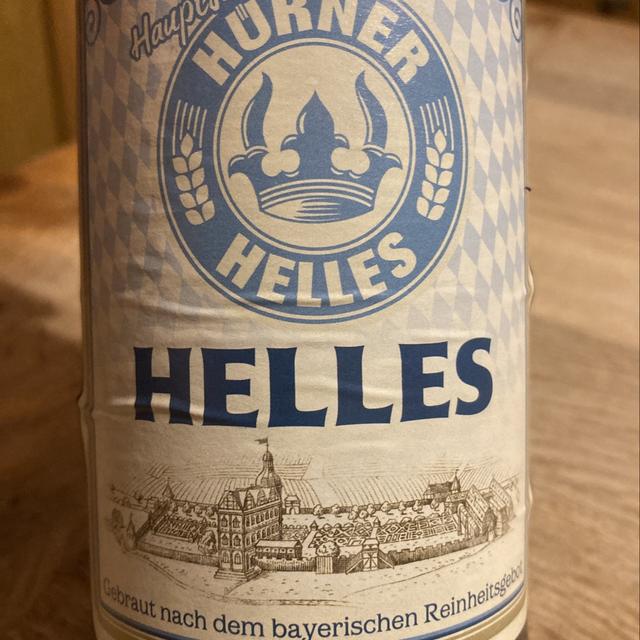 HÜRNER
HELLES
HELLES
Gebraut nach dem bayerischen Reinheitsgebot